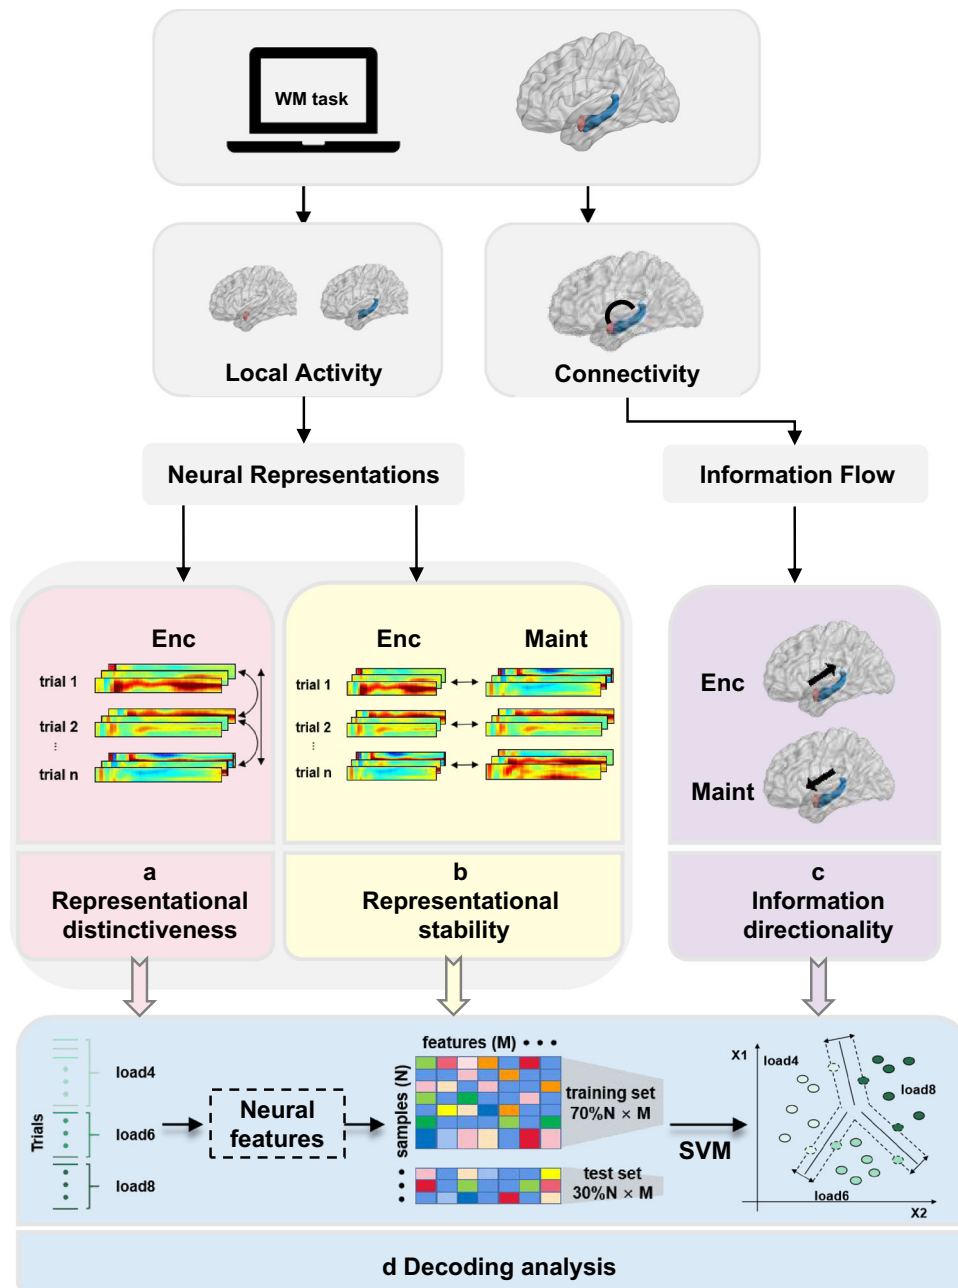 WM task
Local Activity
Connectivity
Neural Representations
Information Flow
Enc
trial 1
trial 2
⋮
trial n
Enc Maint
trial 1
trial 2
⋮
trial n
Enc
Maint
a
Representational
distinctiveness
b
Representational
stability
c
Information
directionality
Trials
load4
load6
load8
Neural
features
features (M) • • •
samples (N)
• • •
training set
70%N × M
test set
30%N × M
SVM
X1
load4
load8
load6
X2
d Decoding analysis